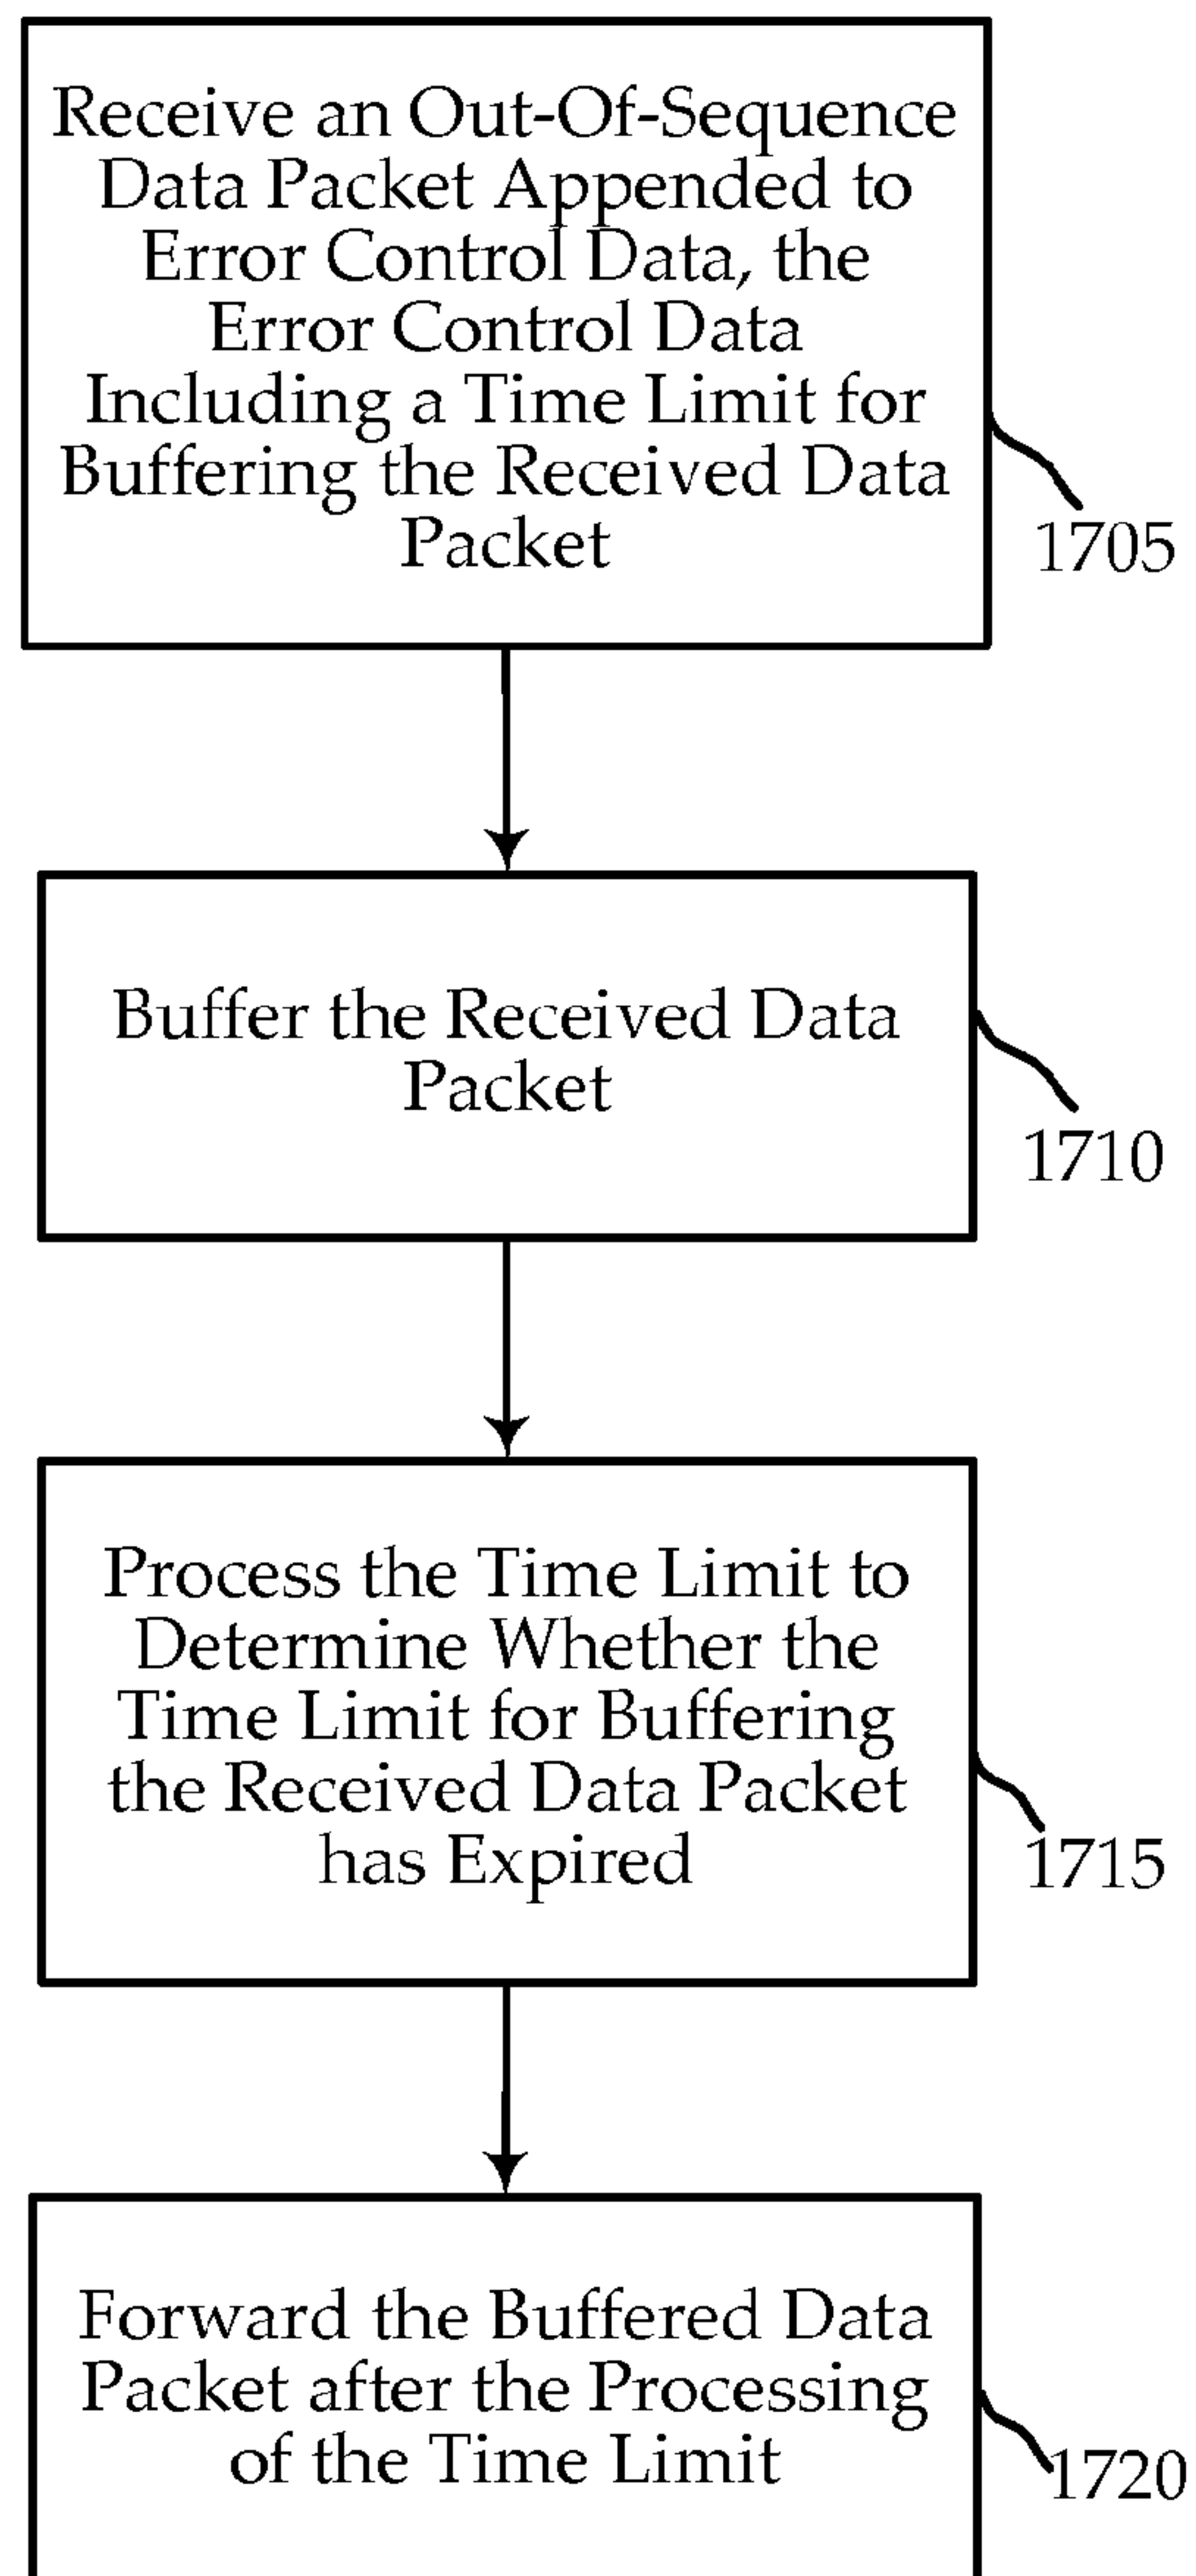 Receive an Out-Of-Sequence
Data Packet Appended to
Error Control Data, the
Error Control Data
Including a Time Limit for
Buffering the Received Data
Packet
1705
Buffer the Received Data
Packet
1710
Process the Time Limit to
Determine Whether the
Time Limit for Buffering
the Received Data Packet
has Expired
1715
Forward the Buffered Data
Packet after the Processing
of the Time Limit
1720